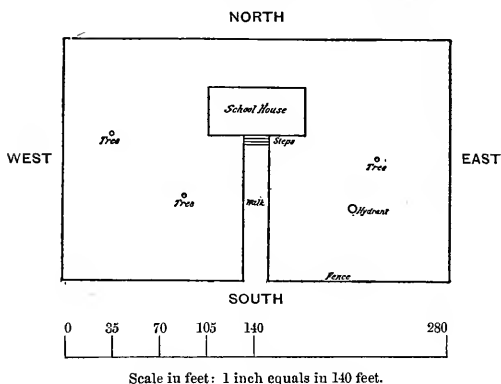 NORTH
School House
Steps
Tree
WEST
Tree
EAST
Tree
Walk
Hydrant
Fence
SOUTH
0 35 70 105 140 280
Scale in feet: 1 inch equals in 140 feet.